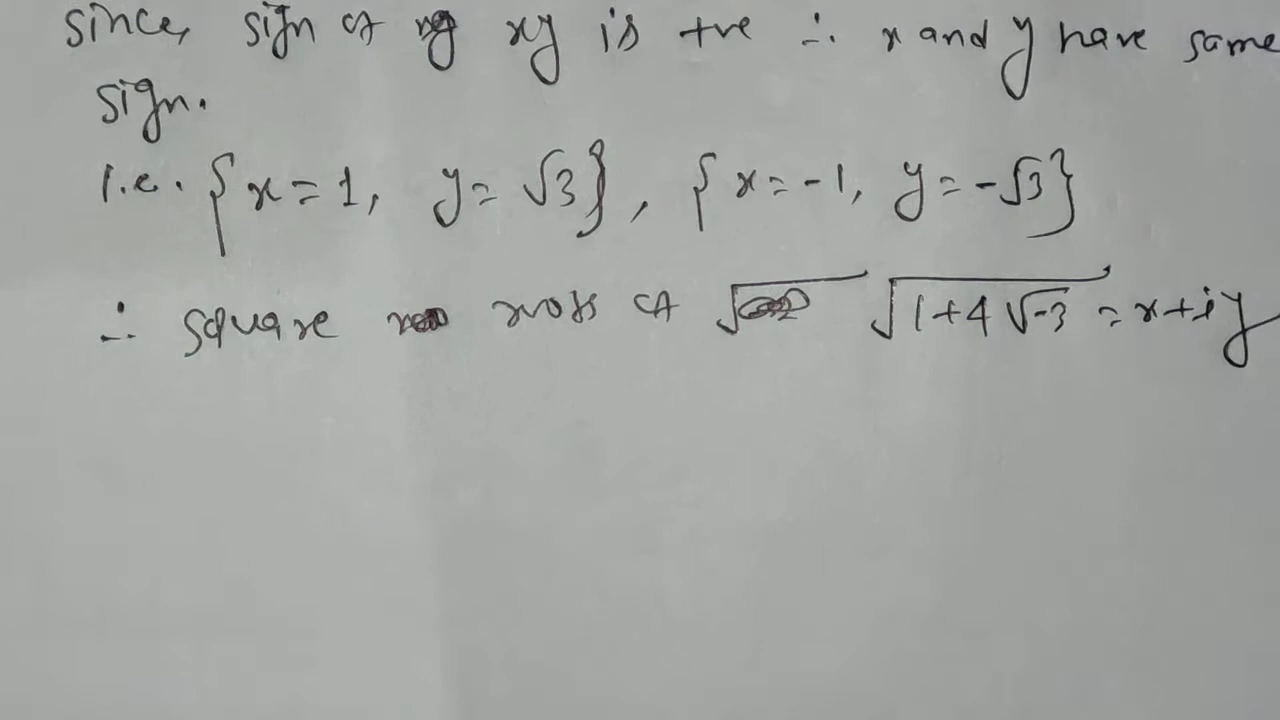 since, sign of xy is +ve ∴ x and y have same
sign.
i.e. {x = 1, y = √3}, {x = -1, y = -√3}
∴ square roots of √(1+4√-3) = x+iy